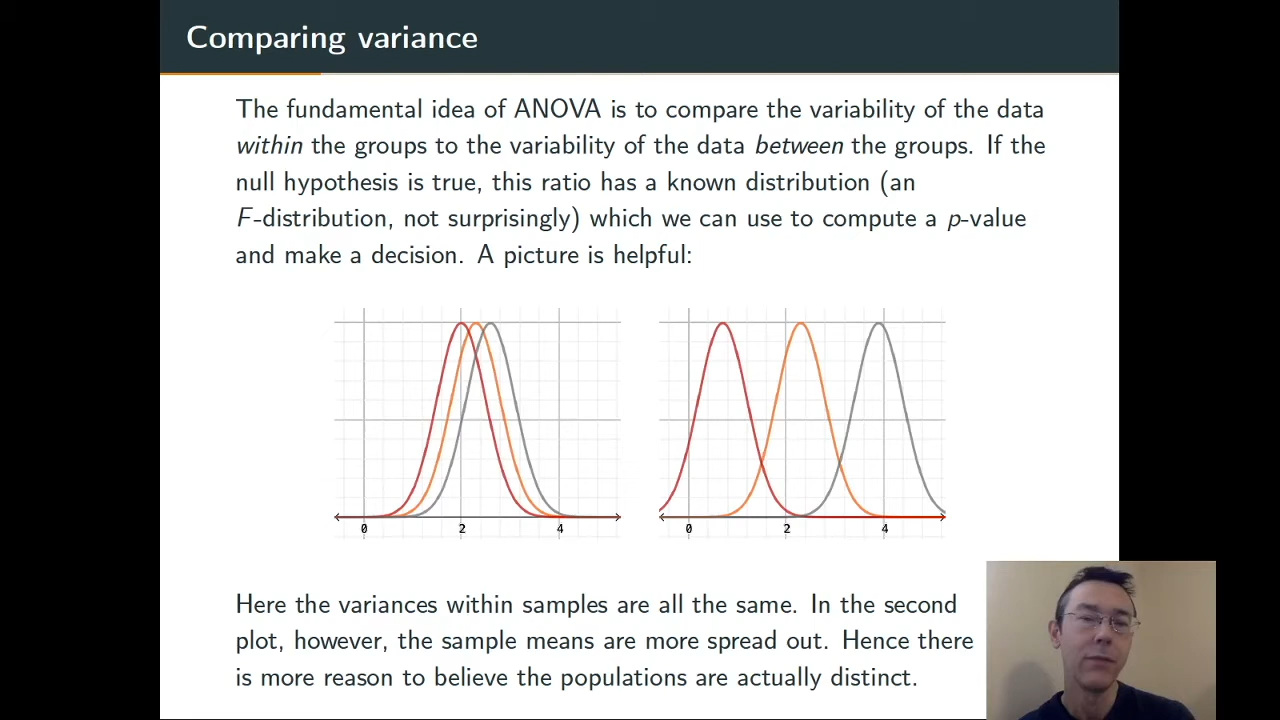 Comparing variance
The fundamental idea of ANOVA is to compare the variability of the data
within the groups to the variability of the data between the groups. If the
null hypothesis is true, this ratio has a known distribution (an
F-distribution, not surprisingly) which we can use to compute a p-value
and make a decision. A picture is helpful:
0 2 4
0 2 4
Here the variances within samples are all the same. In the second
plot, however, the sample means are more spread out. Hence there
is more reason to believe the populations are actually distinct.